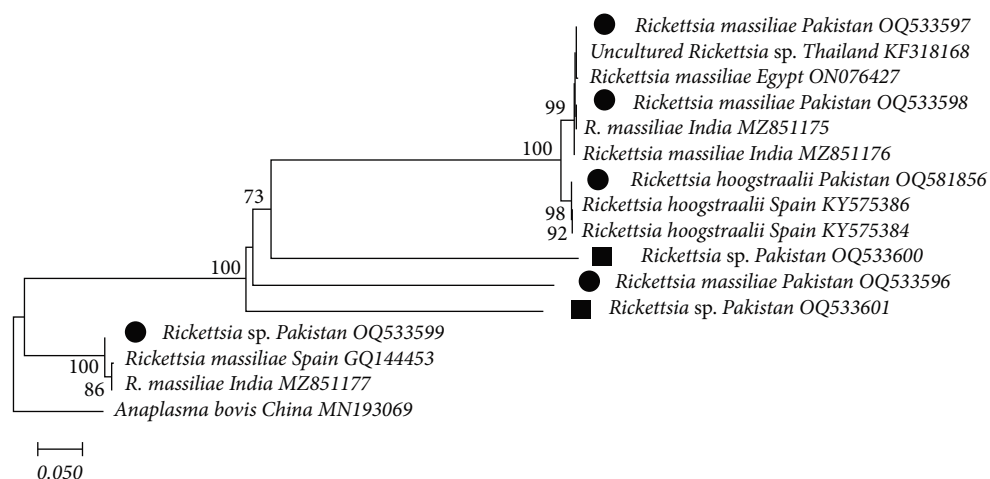 Rickettsia massiliae Pakistan OQ533597
Uncultured Rickettsia sp. Thailand KF318168
Rickettsia massiliae Egypt ON076427
Rickettsia massiliae Pakistan OQ533598
99
R. massiliae India MZ851175
100
Rickettsia massiliae India MZ851176
Rickettsia hoogstraalii Pakistan OQ581856
73
Rickettsia hoogstraalii Spain KY575386
98
Rickettsia hoogstraalii Spain KY575384
92
Rickettsia sp. Pakistan OQ533600
100
Rickettsia massiliae Pakistan OQ533596
Rickettsia sp. Pakistan OQ533601
Rickettsia sp. Pakistan OQ533599
Rickettsia massiliae Spain GQ144453
100
R. massiliae India MZ851177
86
Anaplasma bovis China MN193069
0.050